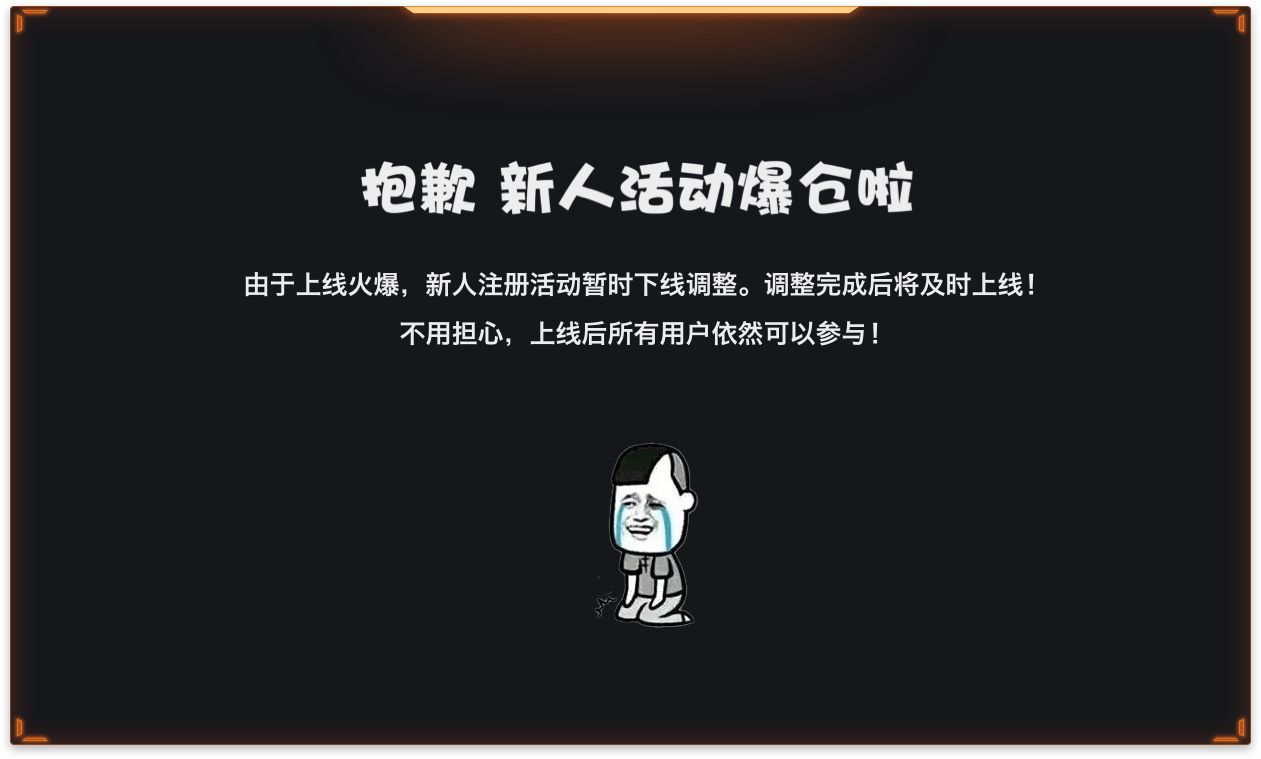 抱歉 新人活动爆仓啦
由于上线火爆，新人注册活动暂时下线调整。调整完成后将及时上线！
不用担心，上线后所有用户依然可以参与！